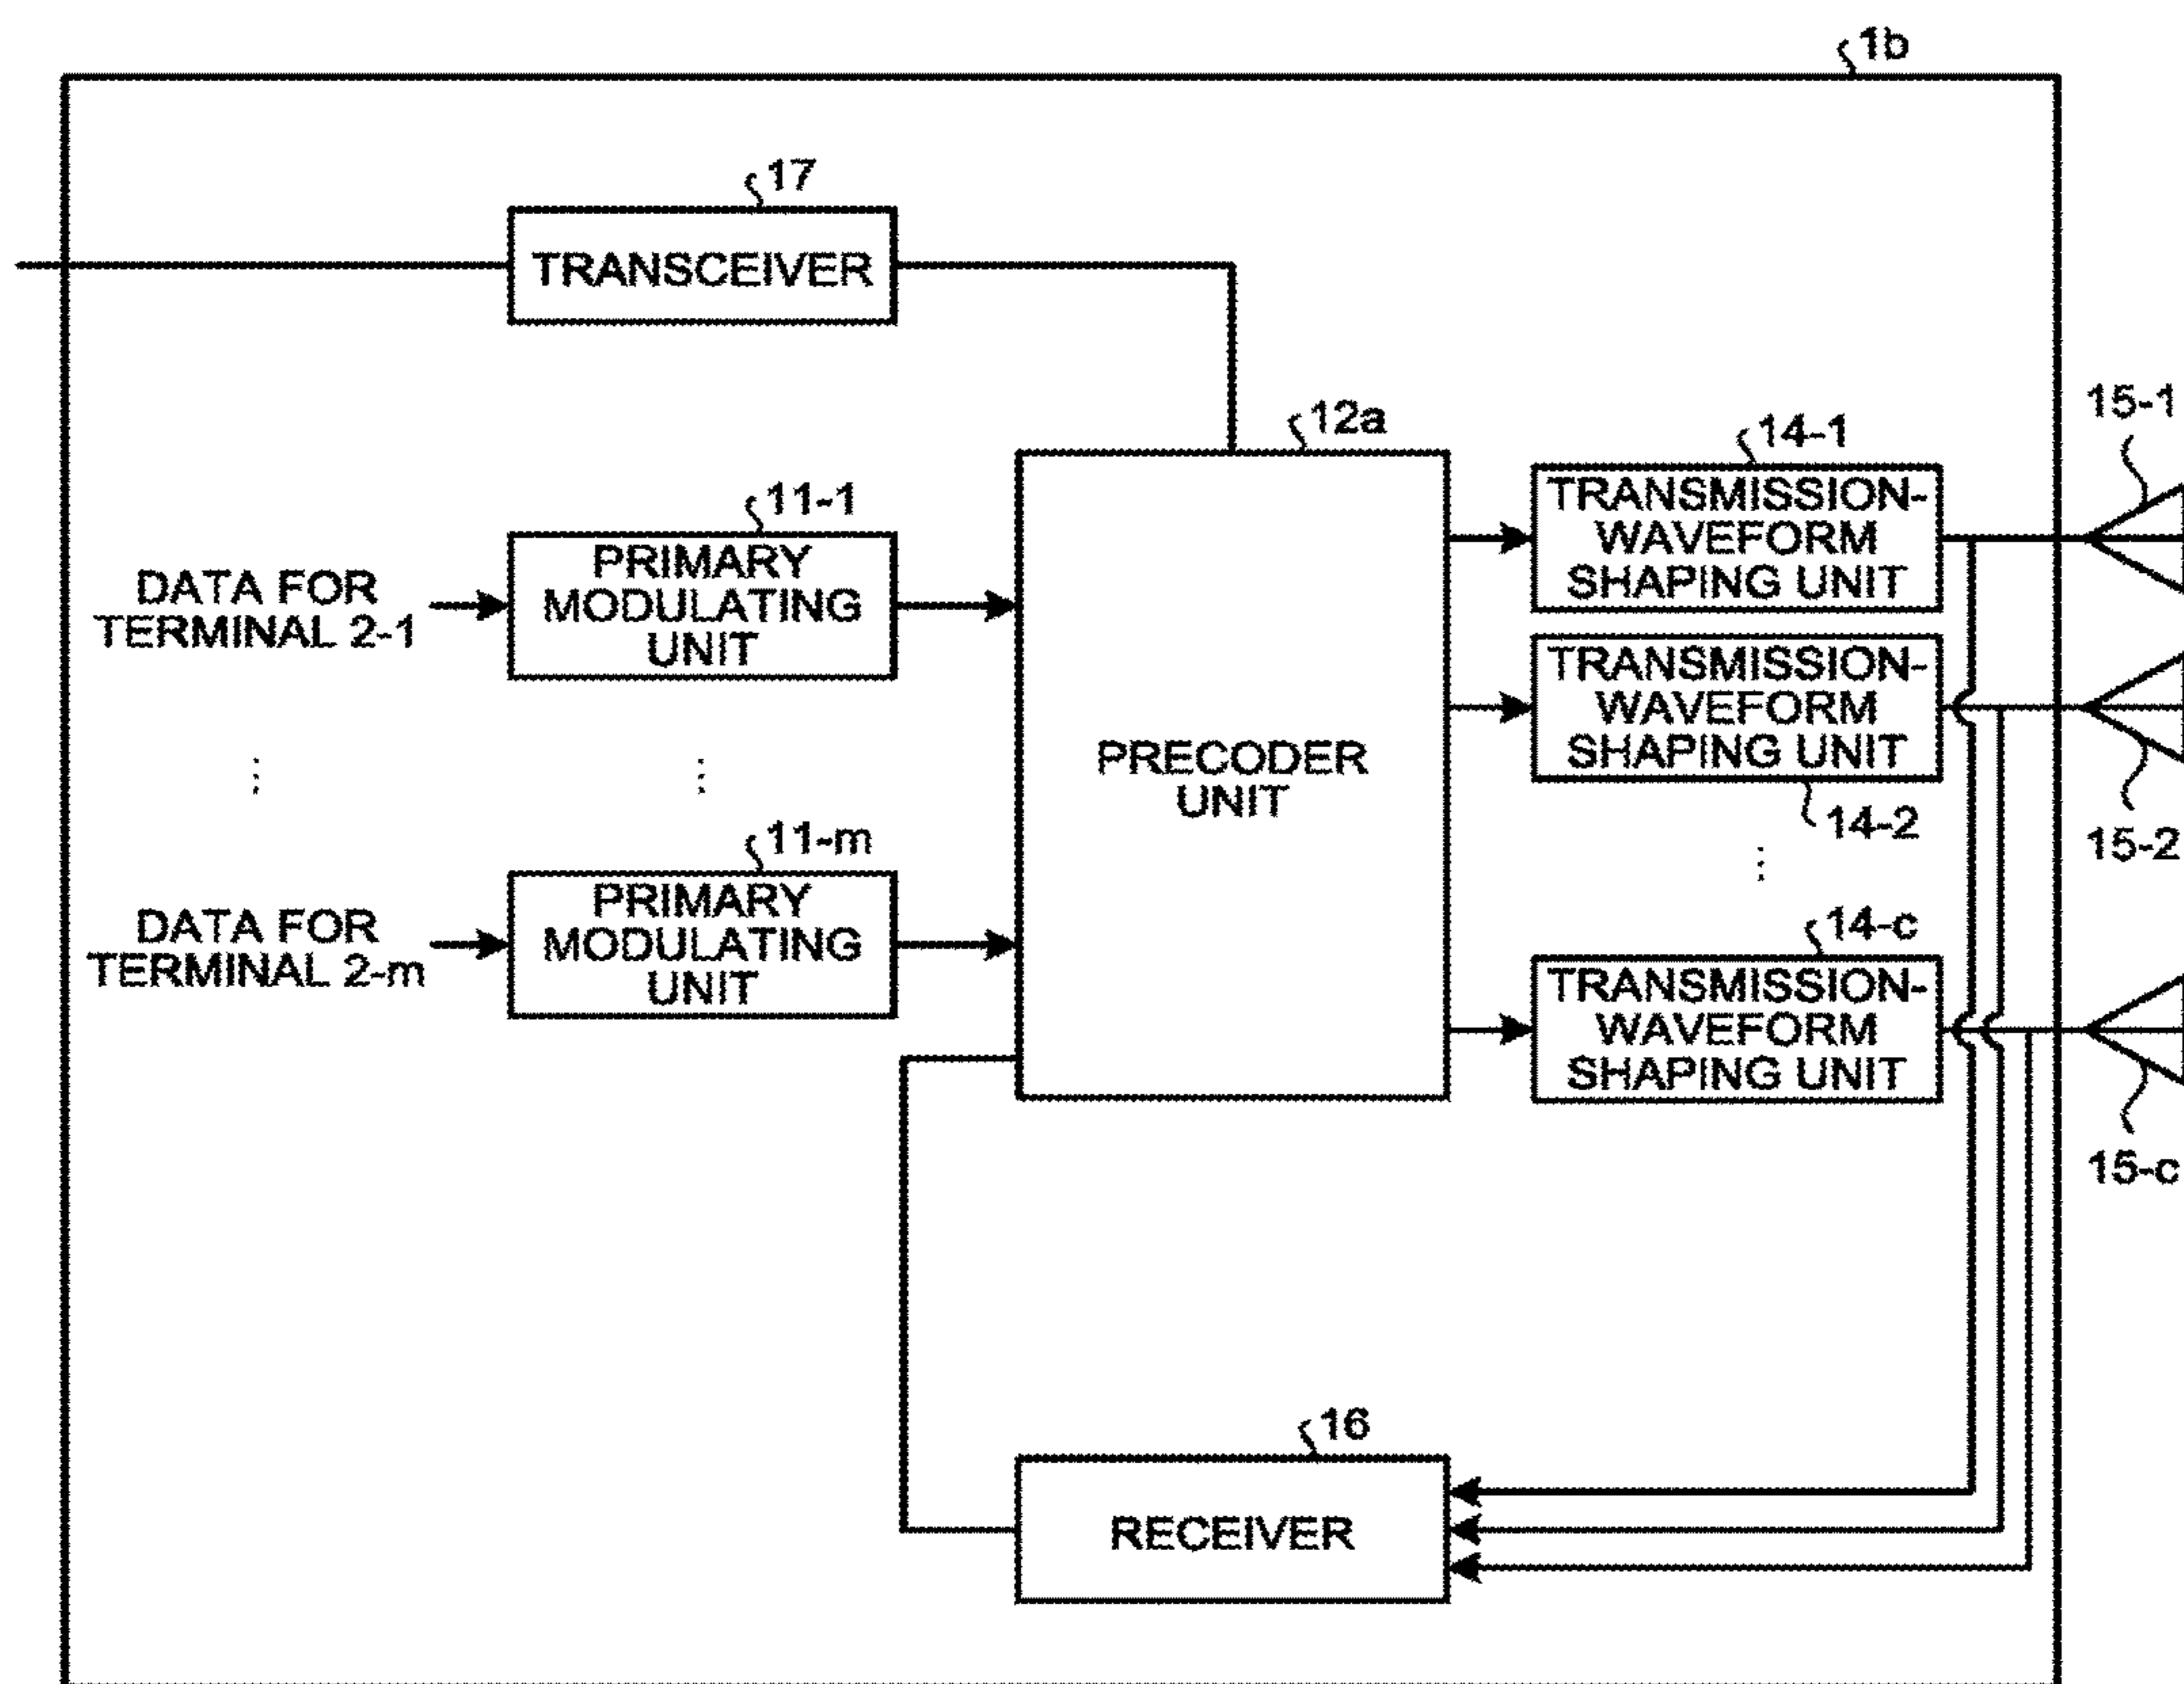 1b
17
TRANSCEIVER
12a
14-1
15-1
TRANSMISSION-
WAVEFORM
SHAPING UNIT
11-1
PRIMARY
MODULATING
UNIT
DATA FOR
TERMINAL 2-1
TRANSMISSION-
WAVEFORM
SHAPING UNIT
14-2
15-2
PRECODER
UNIT
11-m
PRIMARY
MODULATING
UNIT
DATA FOR
TERMINAL 2-m
14-c
TRANSMISSION-
WAVEFORM
SHAPING UNIT
15-c
16
RECEIVER